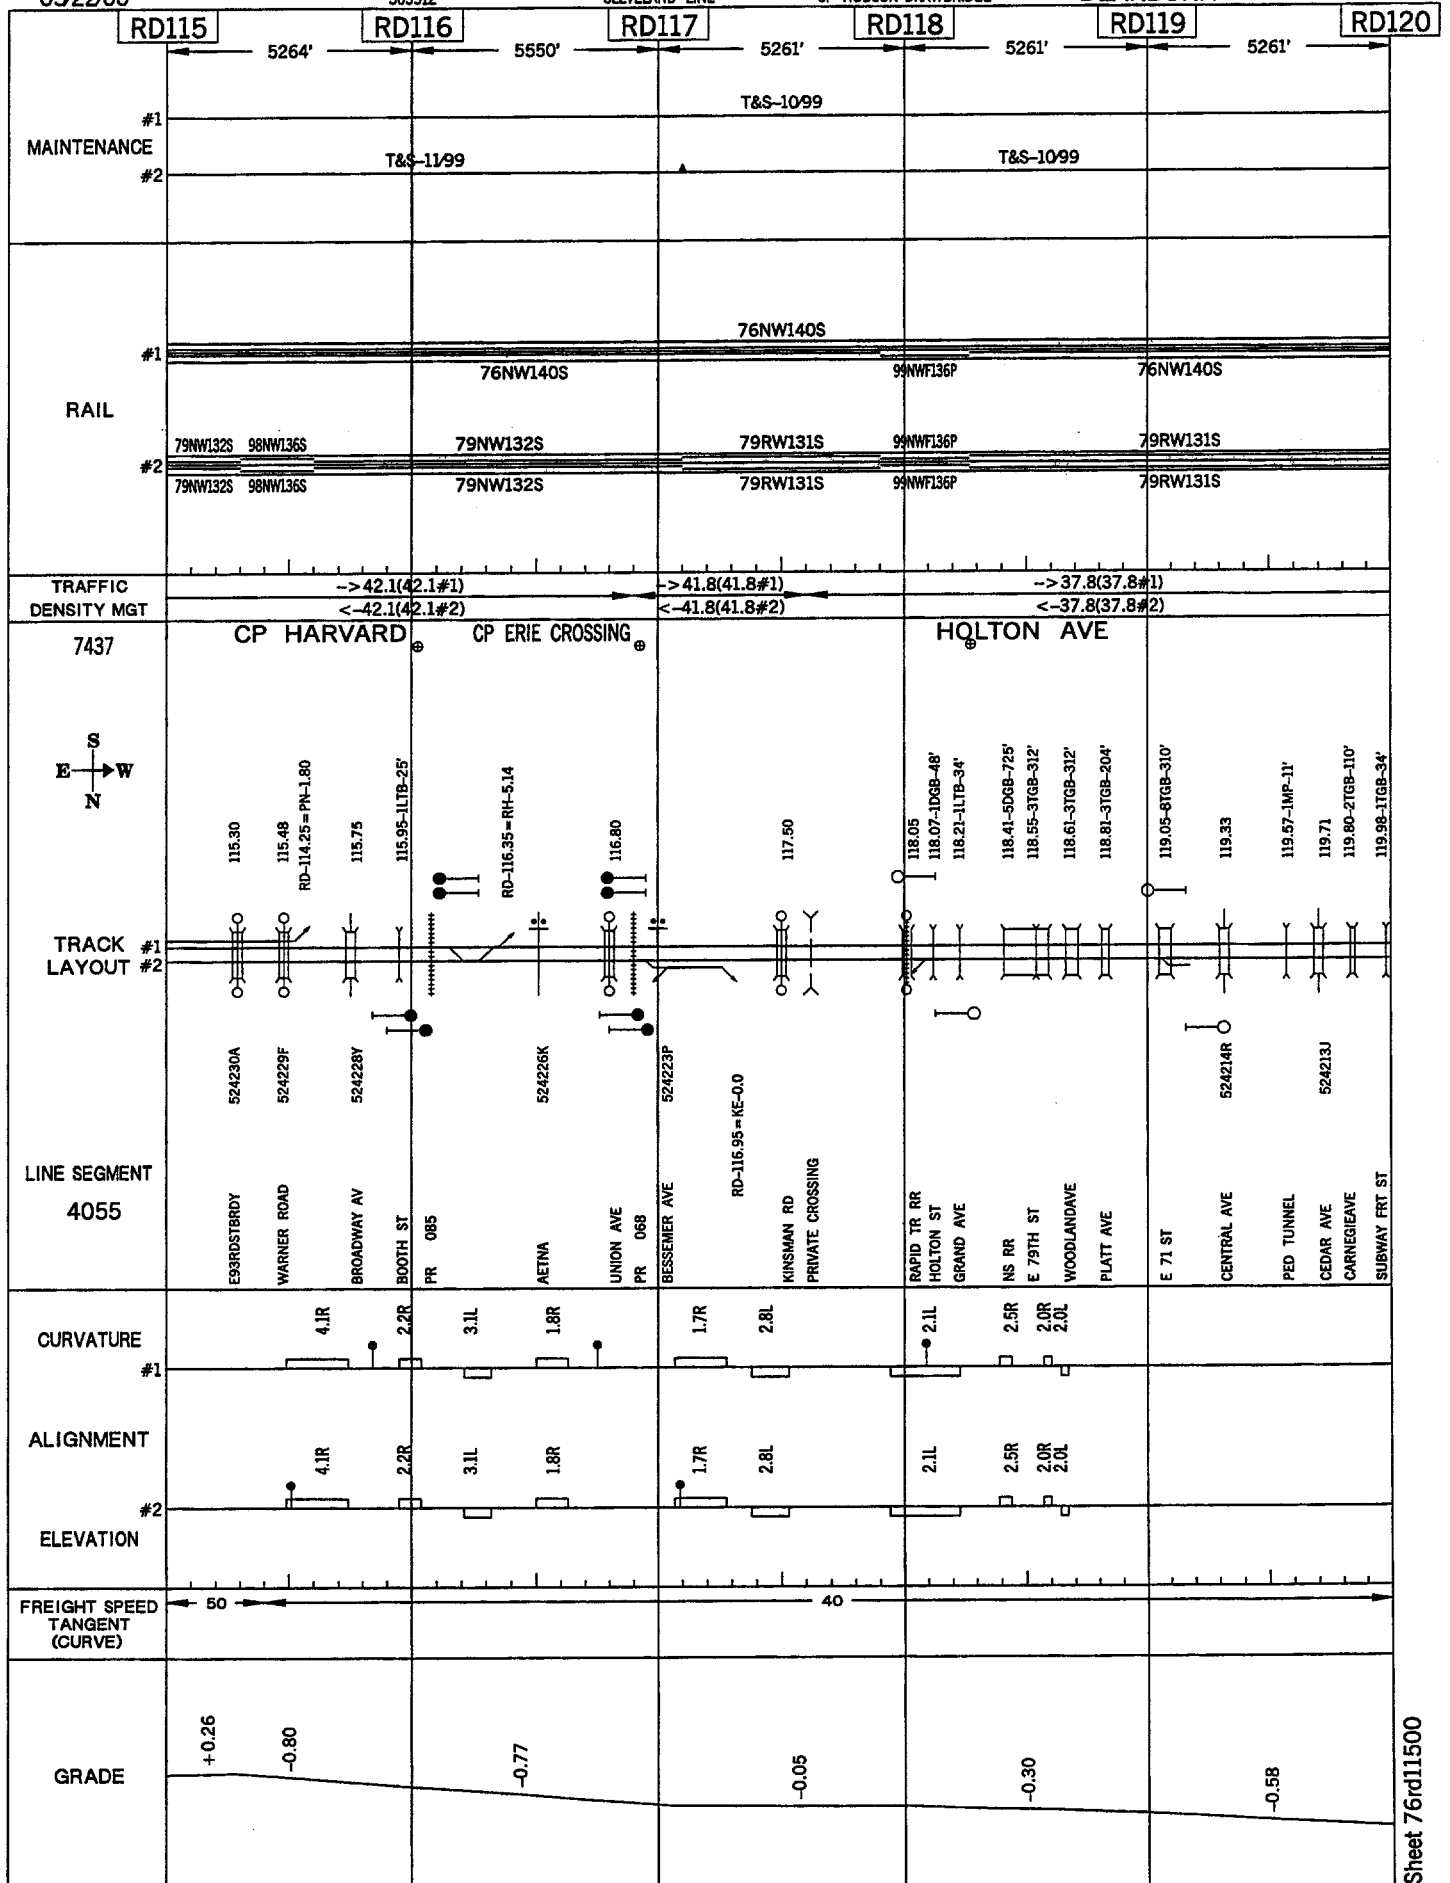 RD115 RD116 RD117 RD118 RD119 RD120
5264' 5550' 5261' 5261' 5261'
T&S-10/99
#1
MAINTENANCE
T&S-11/99 T&S-10/99
#2
76NW140S
#1
76NW140S 99NWF136P 76NW140S
RAIL
79NW132S 98NW136S 79NW132S 79RW131S 99NWF136P 79RW131S
#2
79NW132S 98NW136S 79NW132S 79RW131S 99NWF136P 79RW131S
TRAFFIC ->42.1(42.1#1) ->41.8(41.8#1) ->37.8(37.8#1)
DENSITY MGT <-42.1(42.1#2) <-41.8(41.8#2) <-37.8(37.8#2)
7437
CP HARVARD CP ERIE CROSSING HOLTON AVE
S
E W
N
115.30
115.48
RD-114.25=PN-1.80
115.75
115.95-1LTB-25'
RD-116.35=RH-5.14
116.80
117.50
118.05
118.07-1DGB-48'
118.21-1LTB-34'
118.41-5DGB-725'
118.55-3TGB-312'
118.61-3TGB-312'
118.81-3TGB-204'
119.05-8TGB-310'
119.33
119.57-1MP-11'
119.71
119.80-2TGB-110'
119.98-1TGB-34'
TRACK #1
LAYOUT #2
524230A
524229F
524228Y
524226K
524223P
RD-116.95=KE-0.0
524214R
524213J
LINE SEGMENT
4055
E93RDSTBRDY
WARNER ROAD
BROADWAY AV
BOOTH ST
PR 085
AETNA
UNION AVE
PR 068
BESSEMER AVE
KINSMAN RD
PRIVATE CROSSING
RAPID TR RR
HOLTON ST
GRAND AVE
NS RR
E 79TH ST
WOODLANDAVE
PLATT AVE
E 71 ST
CENTRAL AVE
PED TUNNEL
CEDAR AVE
CARNEGIEAVE
SUBWAY FRT ST
CURVATURE
4.1R 2.2R 3.1L 1.8R 1.7R 2.8L 2.1L 2.5R 2.0R 2.0L
#1
ALIGNMENT
4.1R 2.2R 3.1L 1.8R 1.7R 2.8L 2.1L 2.5R 2.0R 2.0L
#2
ELEVATION
FREIGHT SPEED 50 40
TANGENT
(CURVE)
GRADE
+0.26 -0.80 -0.77 -0.05 -0.30 -0.58
Sheet 76rd11500